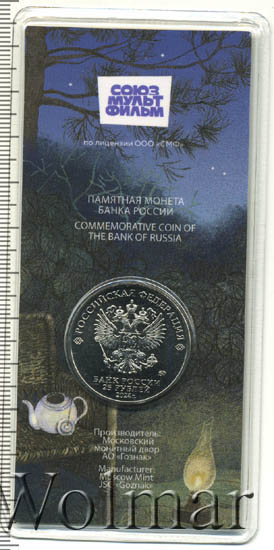 СОЮЗ
МУЛЬТ
ФИЛЬМ
по лицензии ООО «СМФ»
ПАМЯТНАЯ МОНЕТА
БАНКА РОССИИ
COMMEMORATIVE COIN OF
THE BANK OF RUSSIA
РОССИЙСКАЯ ФЕДЕРАЦИЯ
БАНК РОССИИ
25 РУБЛЕЙ
Производитель:
Московский
монетный двор
АО «Гознак»
Manufacturer:
Moscow Mint
JSC «Goznak»
Wolmar